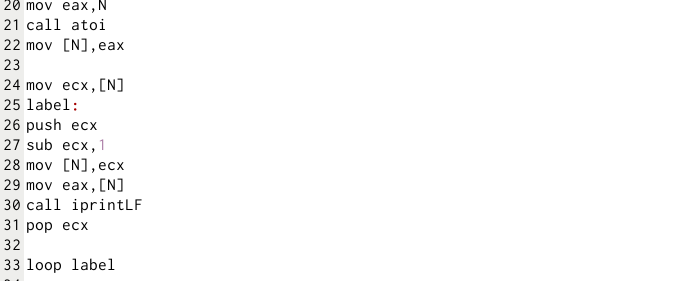 20 mov eax,N
21 call atoi
22 mov [N],eax
23
24 mov ecx,[N]
25 label:
26 push ecx
27 sub ecx,1
28 mov [N],ecx
29 mov eax,[N]
30 call iprintLF
31 pop ecx
32
33 loop label